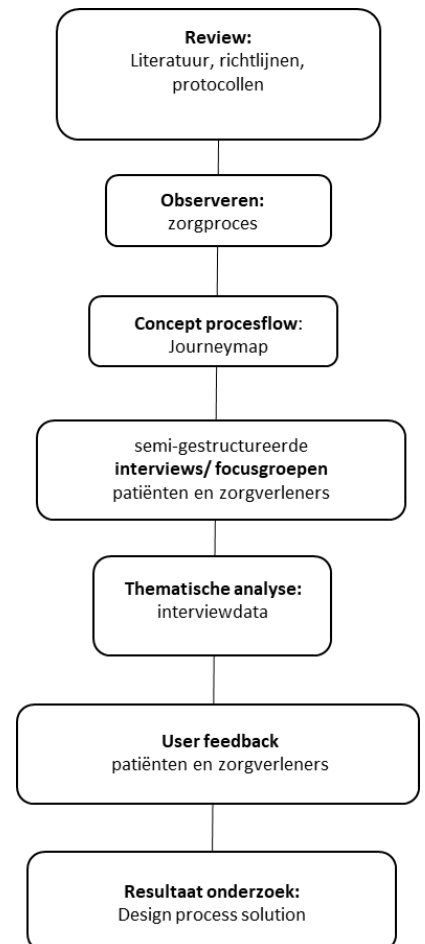 Review:
Literatuur, richtlijnen,
protocollen
Observeren:
zorgproces
Concept procesflow:
Journeymap
semi-gestructureerde
interviews/ focusgroepen
patiënten en zorgverleners
Thematische analyse:
interviewdata
User feedback
patiënten en zorgverleners
Resultaat onderzoek:
Design process solution